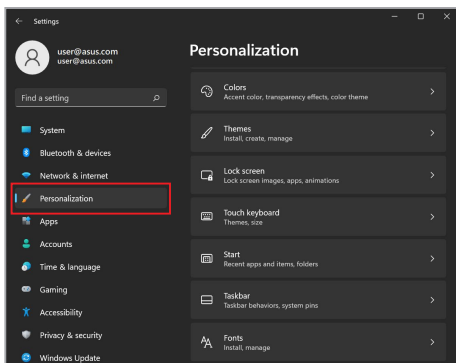 Settings
user@asus.com
user@asus.com
Find a setting
System
Bluetooth & devices
Network & internet
Personalization
Apps
Accounts
Time & language
Gaming
Accessibility
Privacy & security
Windows Update
Personalization
Colors
Accent color, transparency effects, color theme
Themes
Install, create, manage
Lock screen
Lock screen images, apps, animations
Touch keyboard
Themes, size
Start
Recent apps and items, folders
Taskbar
Taskbar behaviors, system pins
Fonts
Install, manage